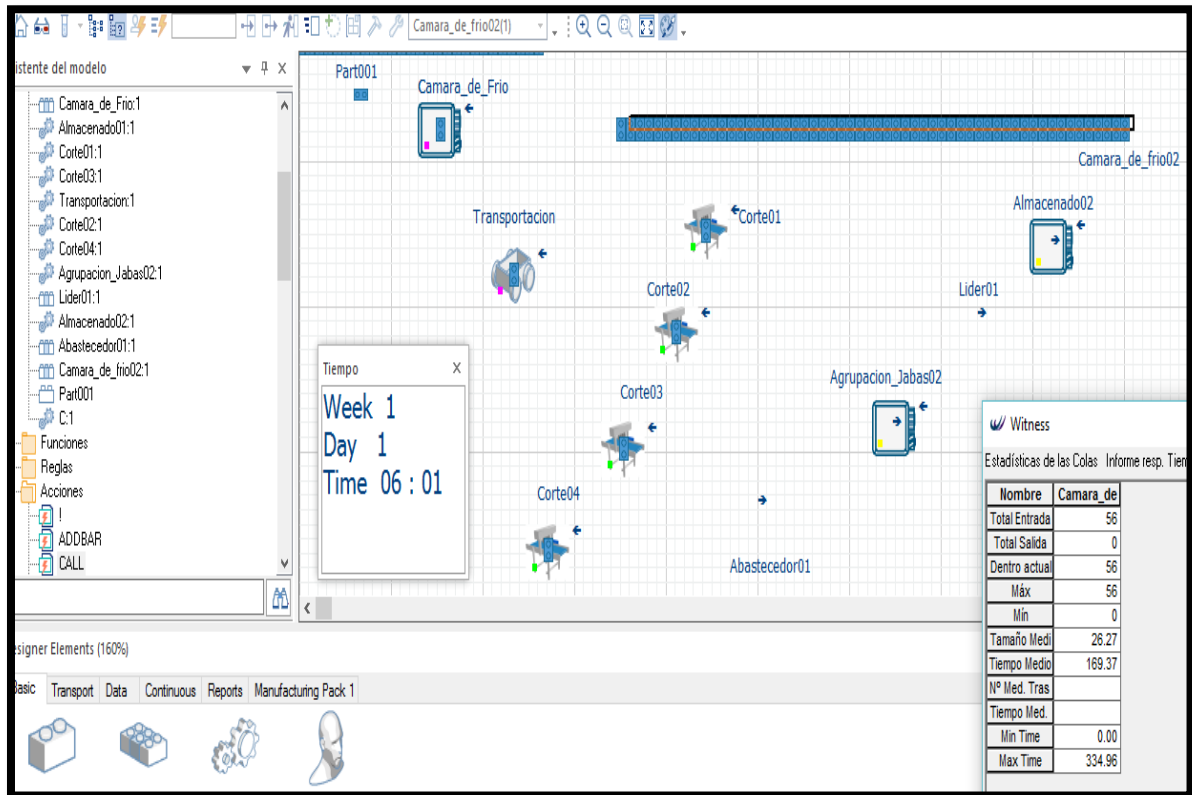 Camara_de_frio02(1)
istente del modelo
Camara_de_Frio:1
Almacenado01:1
Corte01:1
Corte03:1
Transportacion:1
Corte02:1
Corte04:1
Agrupacion_Jabas02:1
Lider01:1
Almacenado02:1
Abastecedor01:1
Camara_de_frio02:1
Part001
C:1
Funciones
Reglas
Acciones
!
ADDBAR
CALL
Part001
Camara_de_Frio
Camara_de_frio02
Transportacion
Corte01
Almacenado02
Corte02
Lider01
Corte03
Agrupacion_Jabas02
Corte04
Abastecedor01
Tiempo X
Week 1
Day 1
Time 06 : 01
Witness
Estadísticas de las Colas Informe resp. Tien
Nombre Camara_de
Total Entrada 56
Total Salida 0
Dentro actual 56
Máx 56
Mín 0
Tamaño Medi 26.27
Tiempo Medio 169.37
Nº Med. Tras
Tiempo Med.
Min Time 0.00
Max Time 334.96
esigner Elements (160%)
Basic Transport Data Continuous Reports Manufacturing Pack 1